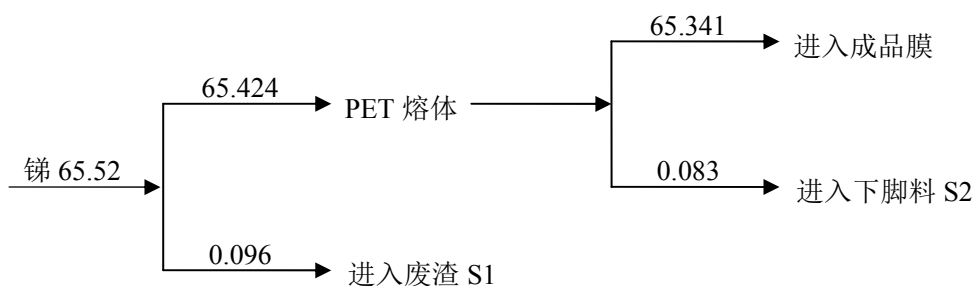 65.341
进入成品膜
65.424
PET 熔体
锑 65.52
0.083
进入下脚料 S2
0.096
进入废渣 S1